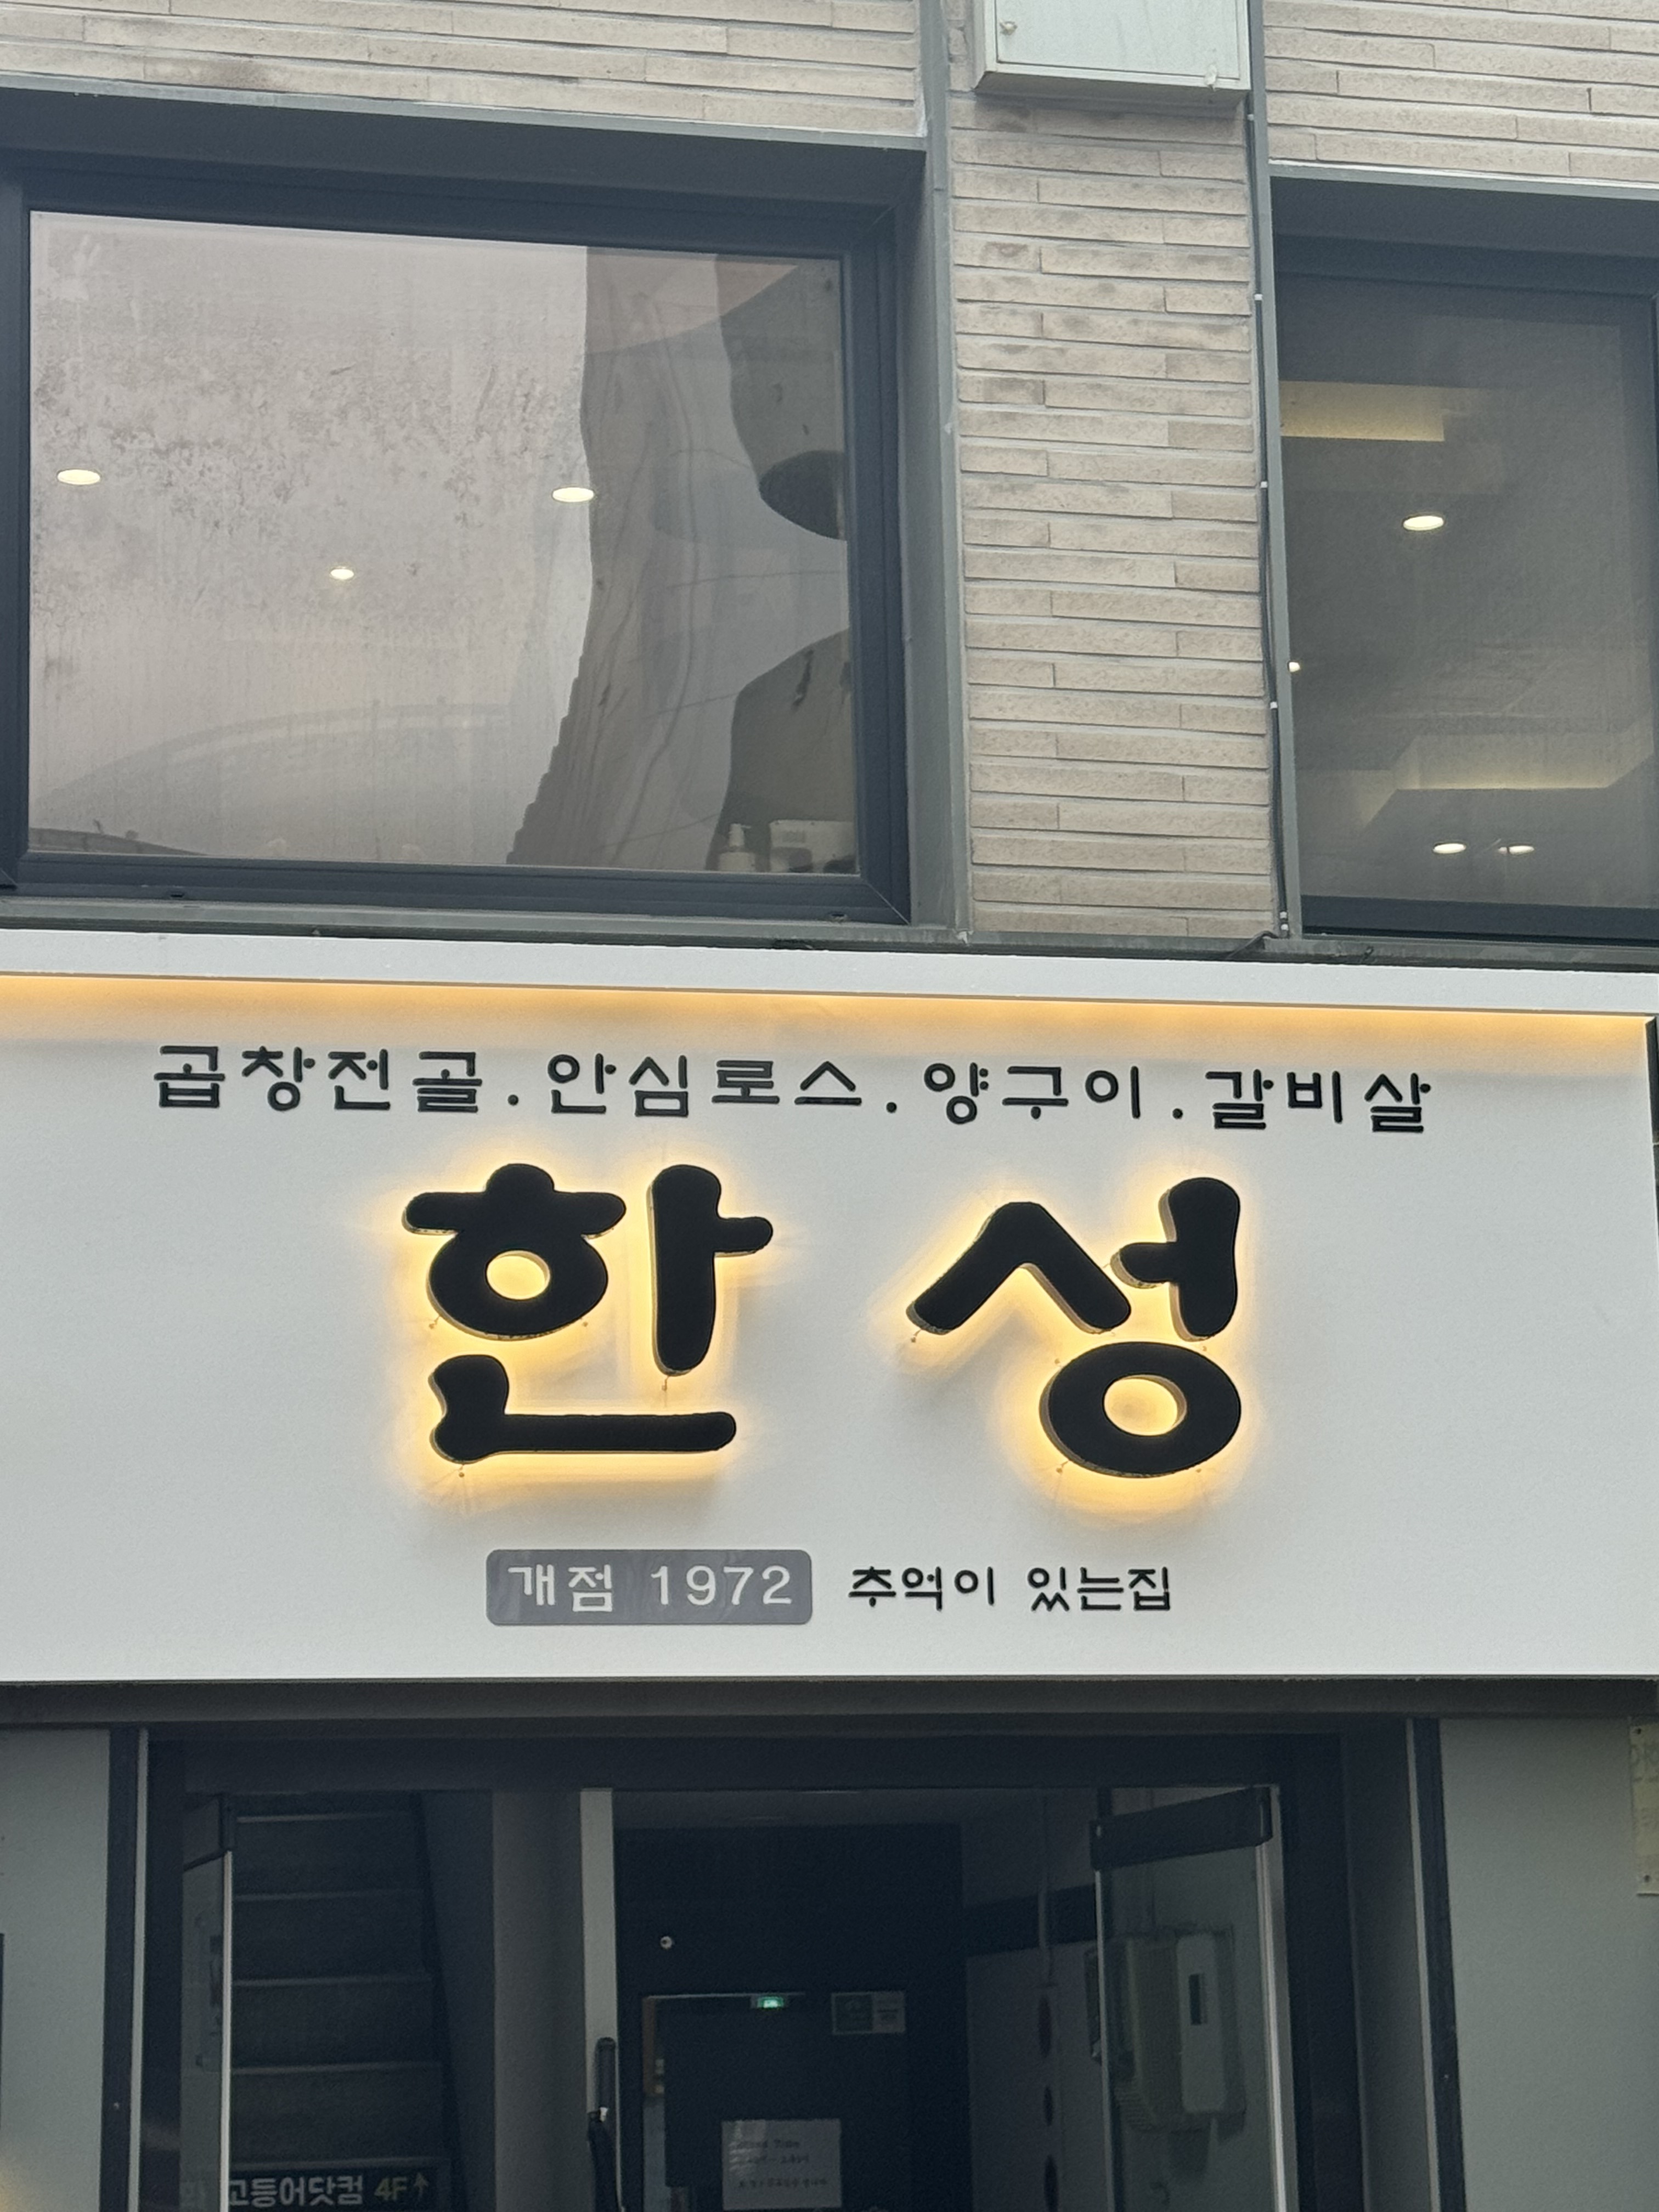 곱창전골.안심로스.양구이.갈비살
한성
개점 1972 추억이 있는집
고등어닷컴 4F↑